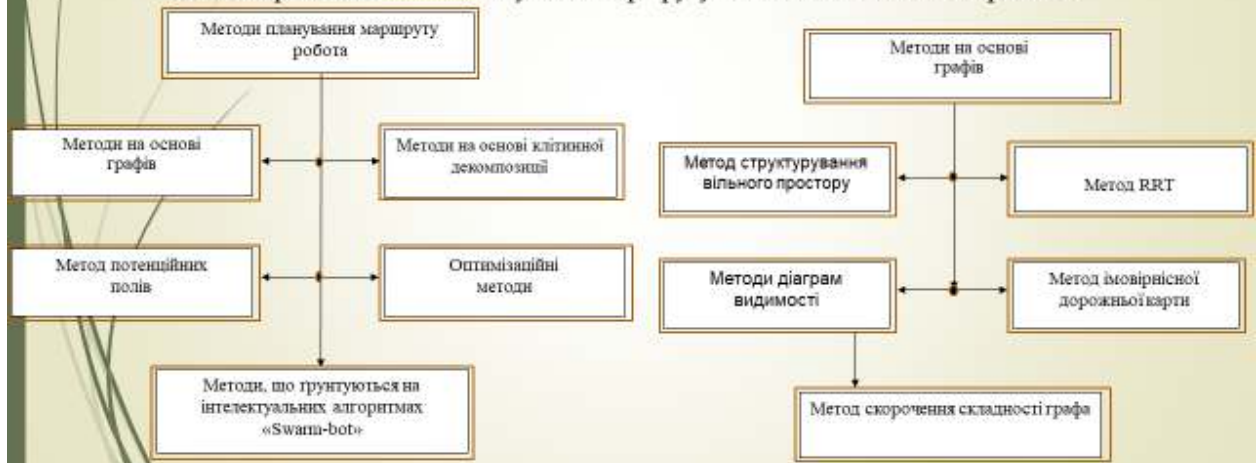 Методи планування маршруту
робота
Методи на основі
графів
Методи на основі клітинної
декомпозиції
Метод потенційних
полів
Оптимізаційні
методи
Методи, що ґрунтуються на
інтелектуальних алгоритмах
«Swarm-bot»
Методи на основі
графів
Метод структурування
вільного простору
Метод RRT
Методи діаграм
видимості
Метод імовірнісної
дорожньої карти
Метод скорочення складності графа